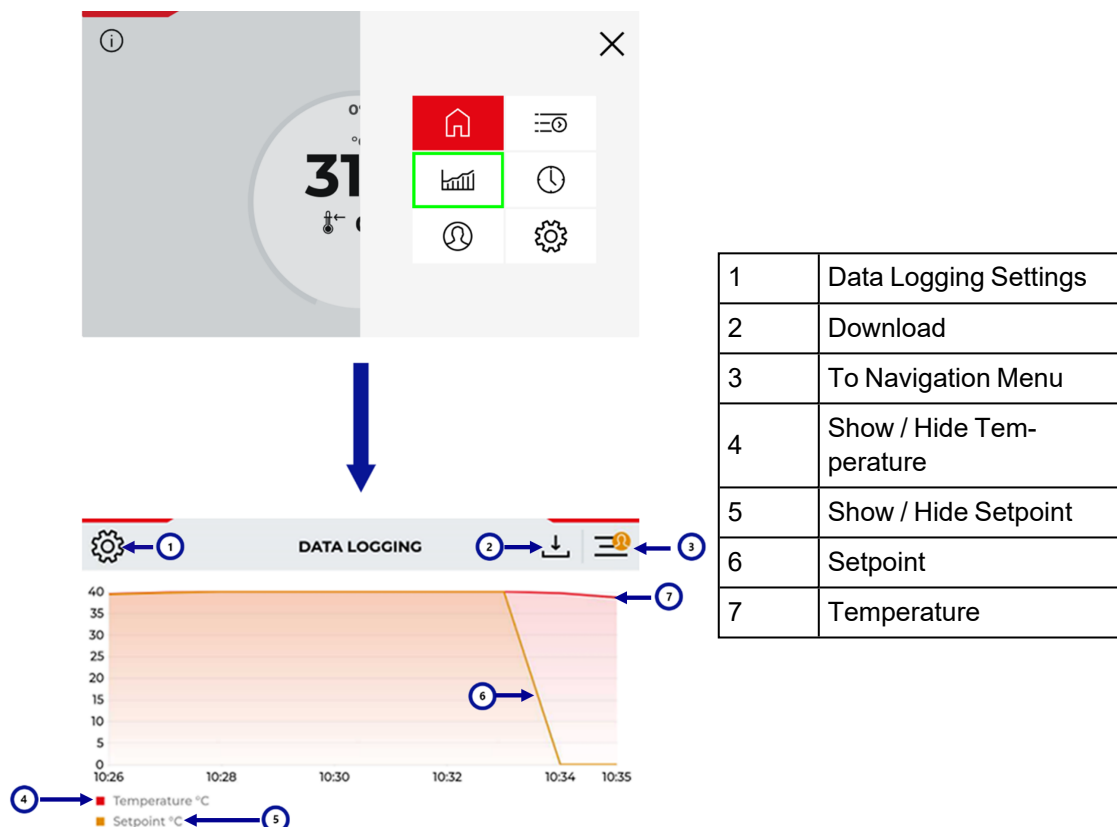 0°
°c
31
1 Data Logging Settings
2 Download
3 To Navigation Menu
4 Show / Hide Tem-
perature
5 Show / Hide Setpoint
6 Setpoint
7 Temperature
1 DATA LOGGING 2 3
40
35
30
25
20
15
10
5
0
7
6
10:26 10:28 10:30 10:32 10:34 10:35
4 Temperature °C
Setpoint °C 5